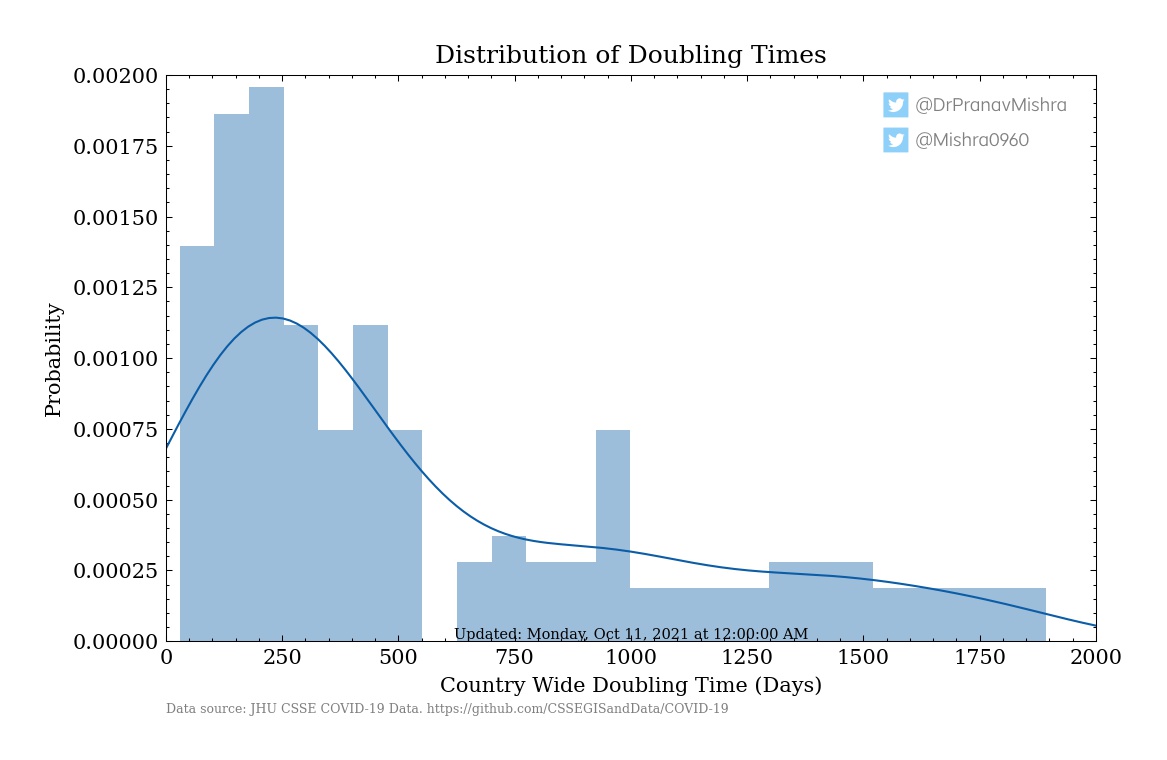 Distribution of Doubling Times
@DrPranavMishra
@Mishra0960
0.00200
0.00175
0.00150
0.00125
0.00100
0.00075
0.00050
0.00025
0.00000
Probability
Updated: Monday, Oct 11, 2021 at 12:00:00 AM
0 250 500 750 1000 1250 1500 1750 2000
Country Wide Doubling Time (Days)
Data source: JHU CSSE COVID-19 Data. https://github.com/CSSEGISandData/COVID-19